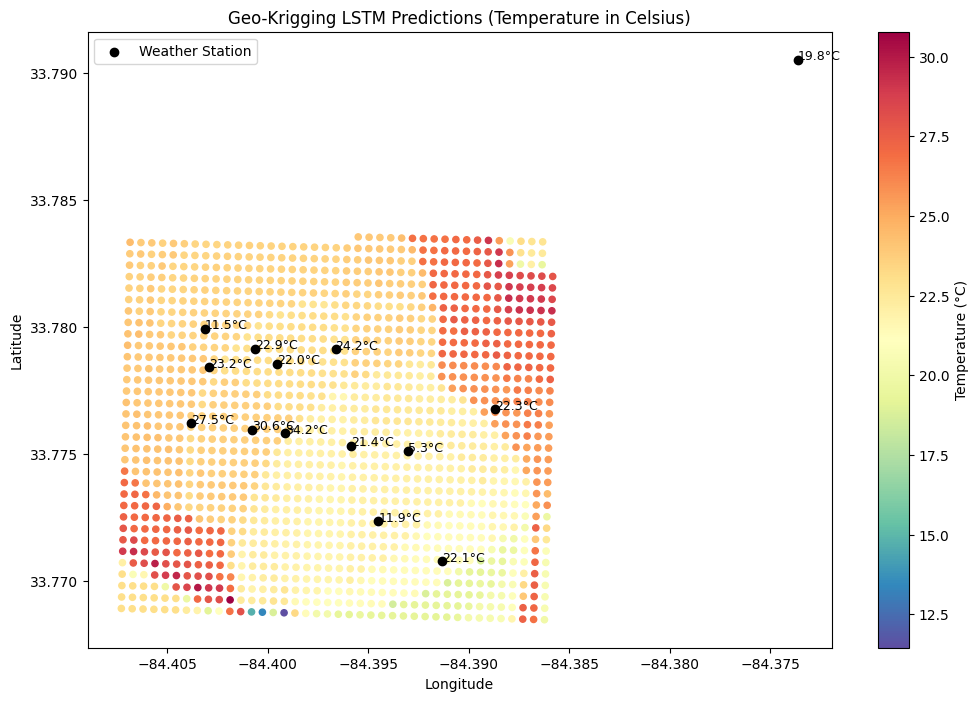 Geo-Krigging LSTM Predictions (Temperature in Celsius)
Weather Station
19.8°C
11.5°C
22.9°C
24.2°C
22.0°C
23.2°C
22.3°C
27.5°C
30.6°C
34.2°C
21.4°C
5.3°C
11.9°C
22.1°C
33.790
33.785
33.780
33.775
33.770
Latitude
−84.405 −84.400 −84.395 −84.390 −84.385 −84.380 −84.375
Longitude
30.0
27.5
25.0
22.5
20.0
17.5
15.0
12.5
Temperature (°C)